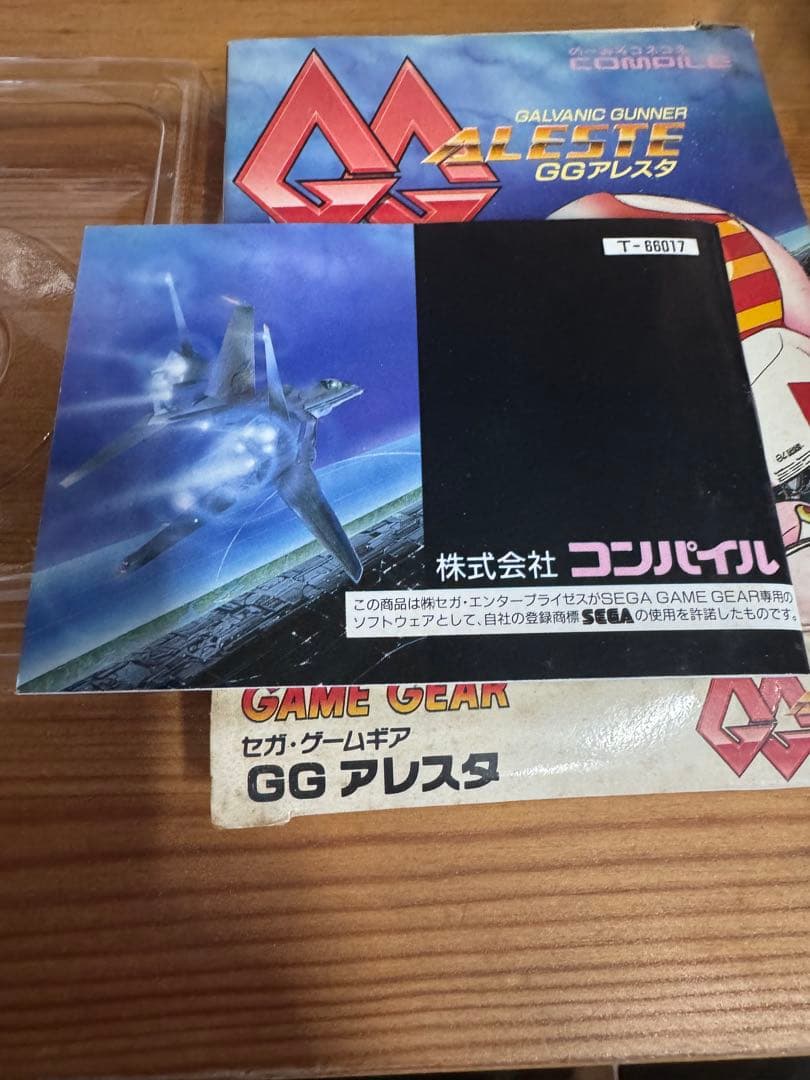 COMPILE
GG
GALVANIC GUNNER
ALESTE
GGアレスタ
T-66017
株式会社 コンパイル
この商品は㈱セガ・エンタープライゼスがSEGA GAME GEAR専用の
ソフトウェアとして、自社の登録商標SEGAの使用を許諾したものです。
GAME GEAR
セガ・ゲームギア
GG アレスタ